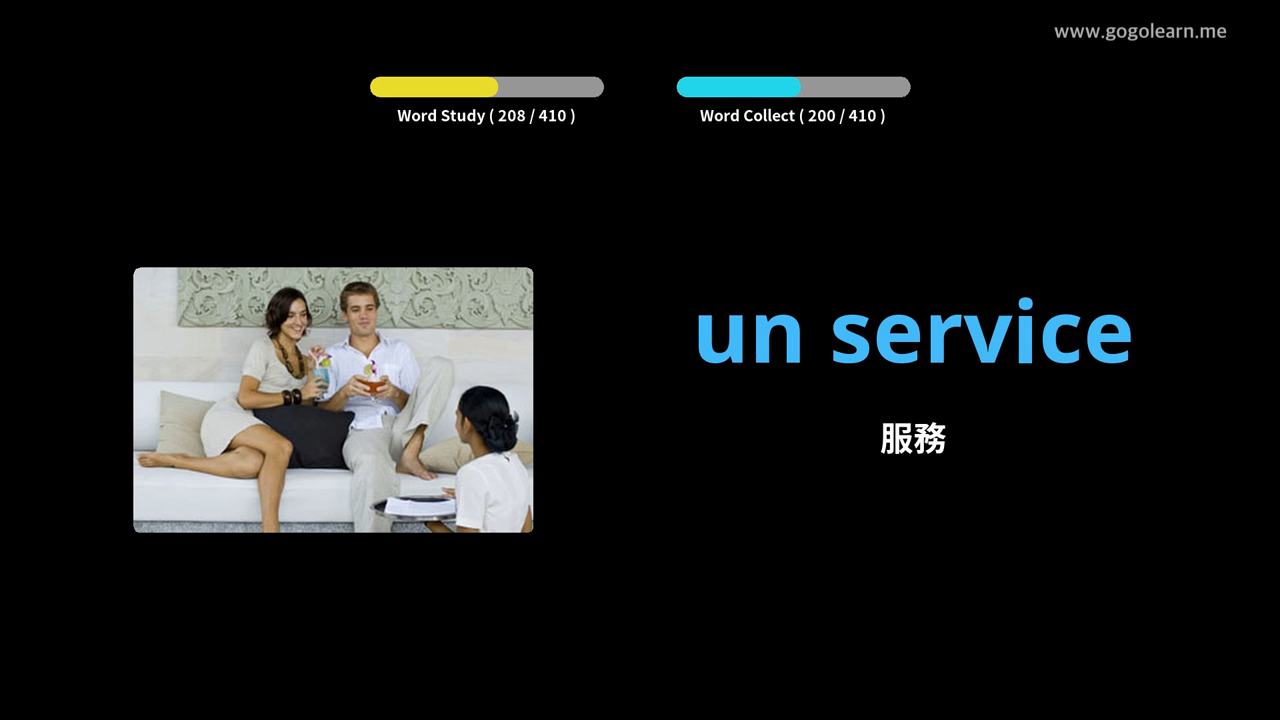 www.gogolearn.me
Word Study ( 208 / 410 )
Word Collect ( 200 / 410 )
un service
服務